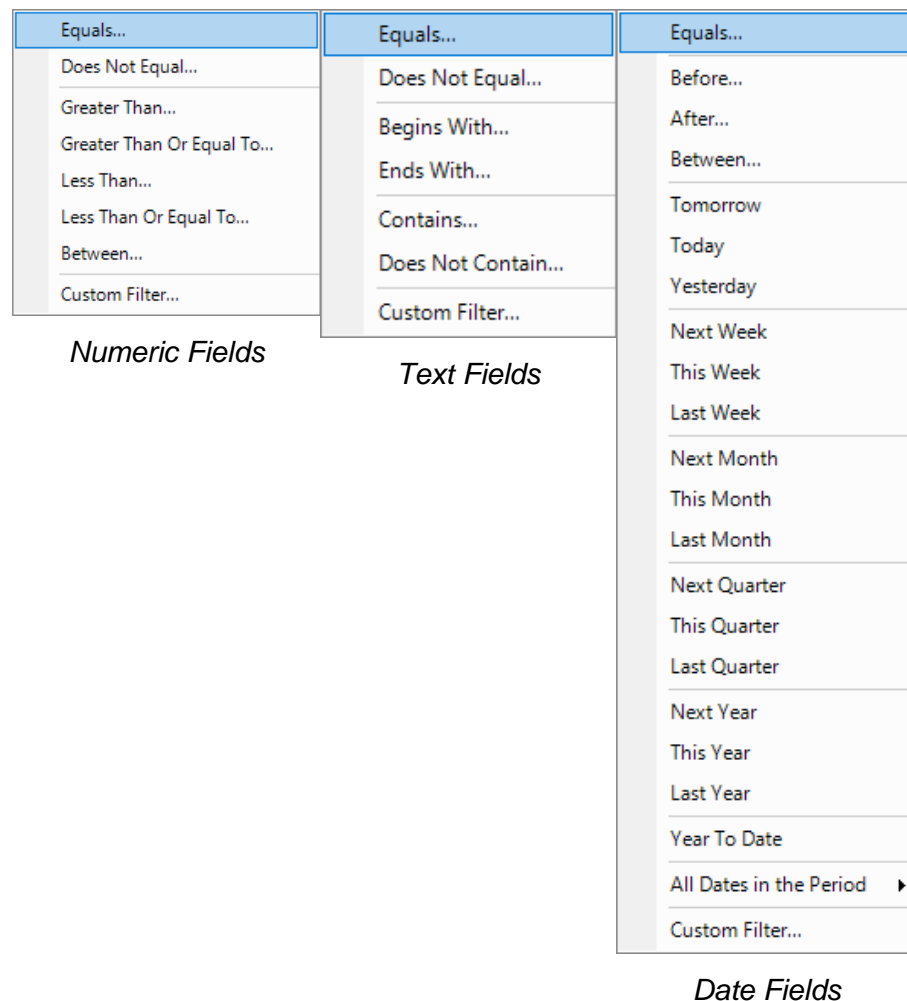 Equals...
Does Not Equal...
Greater Than...
Greater Than Or Equal To...
Less Than...
Less Than Or Equal To...
Between...
Custom Filter...
Numeric Fields
Equals...
Does Not Equal...
Begins With...
Ends With...
Contains...
Does Not Contain...
Custom Filter...
Text Fields
Equals...
Before...
After...
Between...
Tomorrow
Today
Yesterday
Next Week
This Week
Last Week
Next Month
This Month
Last Month
Next Quarter
This Quarter
Last Quarter
Next Year
This Year
Last Year
Year To Date
All Dates in the Period
Custom Filter...
Date Fields